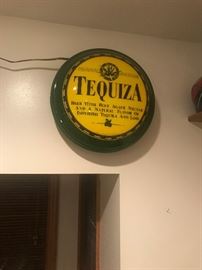 TEQUIZA
BEER WITH BLUE AGAVE NECTAR
AND A NATURAL FLAVOR OF
IMPORTED TEQUILA AND LIME